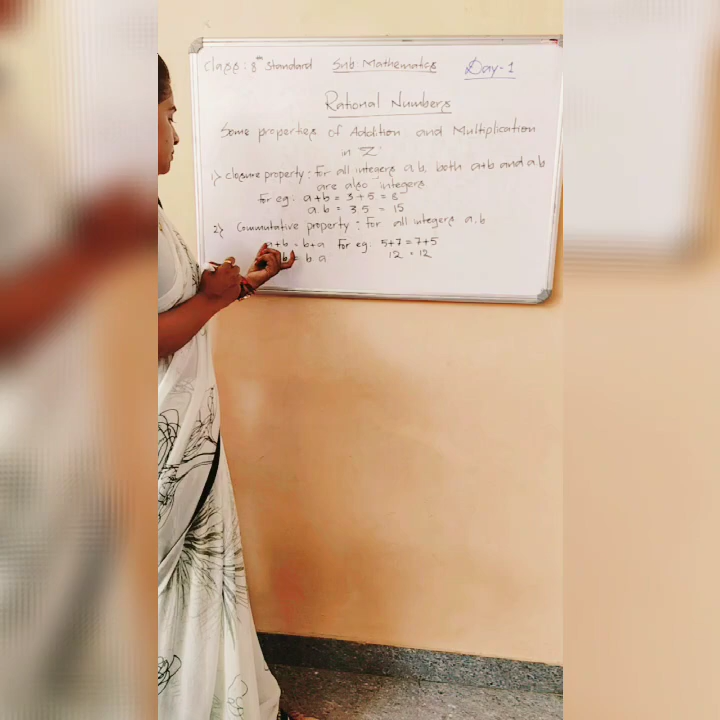 Class: 8th Standard Sub: Mathematics Day-1
Rational Numbers
Some properties of Addition and Multiplication
in Z
1) Closure property: For all integers a,b, both a+b and a.b
are also integers
For eg: a+b = 3+5 = 8
a.b = 3.5 = 15
2) Commutative property: For all integers a,b
a+b = b+a For eg: 5+7 = 7+5
b = b a 12 = 12